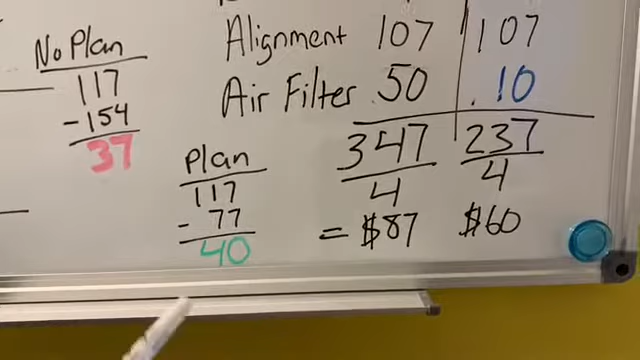 No Plan
117
-154
37
Plan
117
- 77
40
Alignment 107 107
Air Filter .50 .10
347 237
4 4
= $87 $60